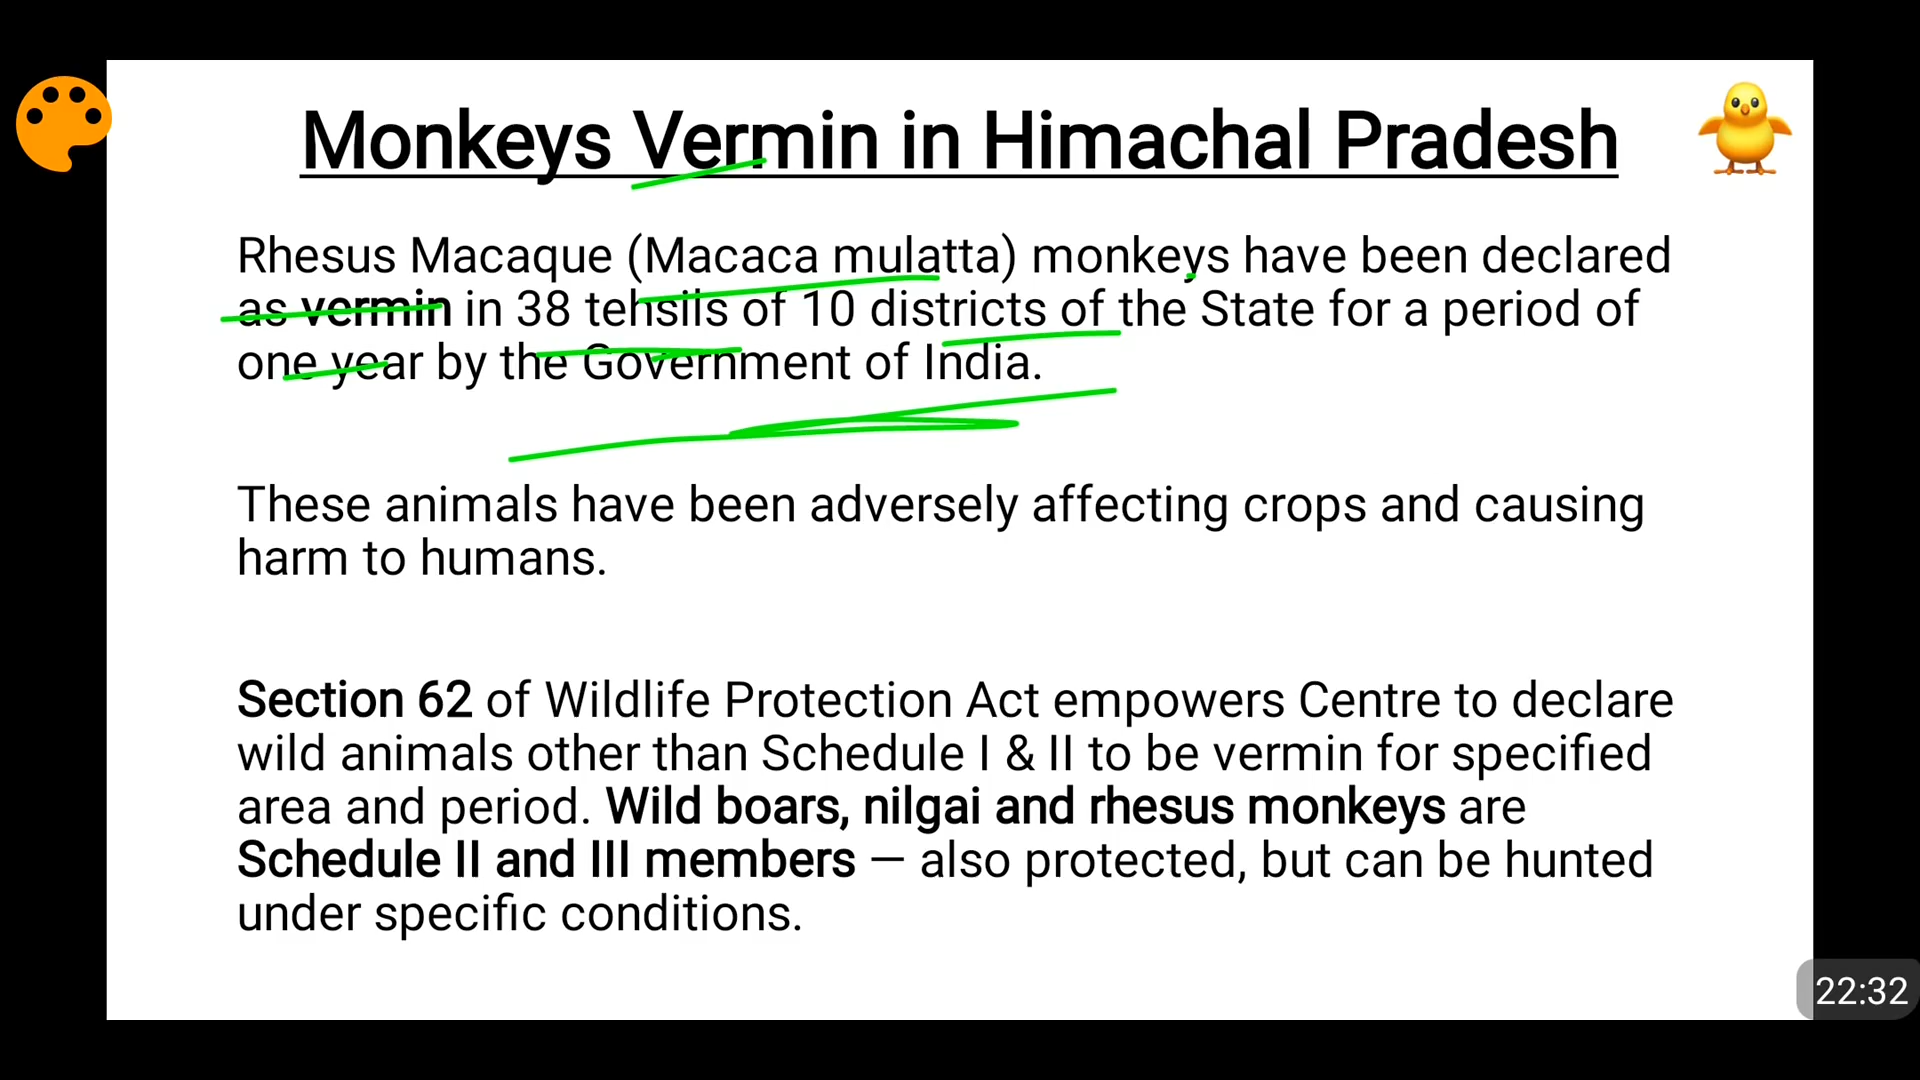 Monkeys Vermin in Himachal Pradesh
Rhesus Macaque (Macaca mulatta) monkeys have been declared
as vermin in 38 tehsils of 10 districts of the State for a period of
one year by the Government of India.
These animals have been adversely affecting crops and causing
harm to humans.
Section 62 of Wildlife Protection Act empowers Centre to declare
wild animals other than Schedule I & II to be vermin for specified
area and period. Wild boars, nilgai and rhesus monkeys are
Schedule II and III members — also protected, but can be hunted
under specific conditions.
22:32